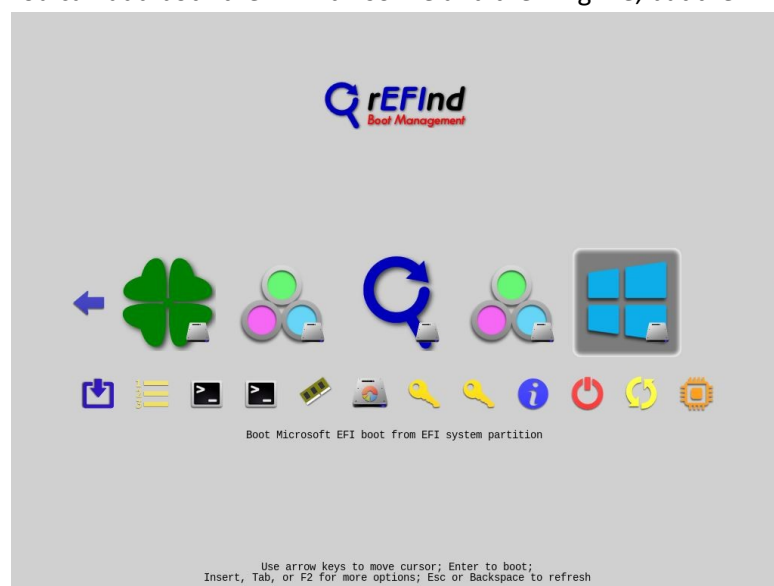 rEFInd
Boot Management
Boot Microsoft EFI boot from EFI system partition
Use arrow keys to move cursor; Enter to boot;
Insert, Tab, or F2 for more options; Esc or Backspace to refresh